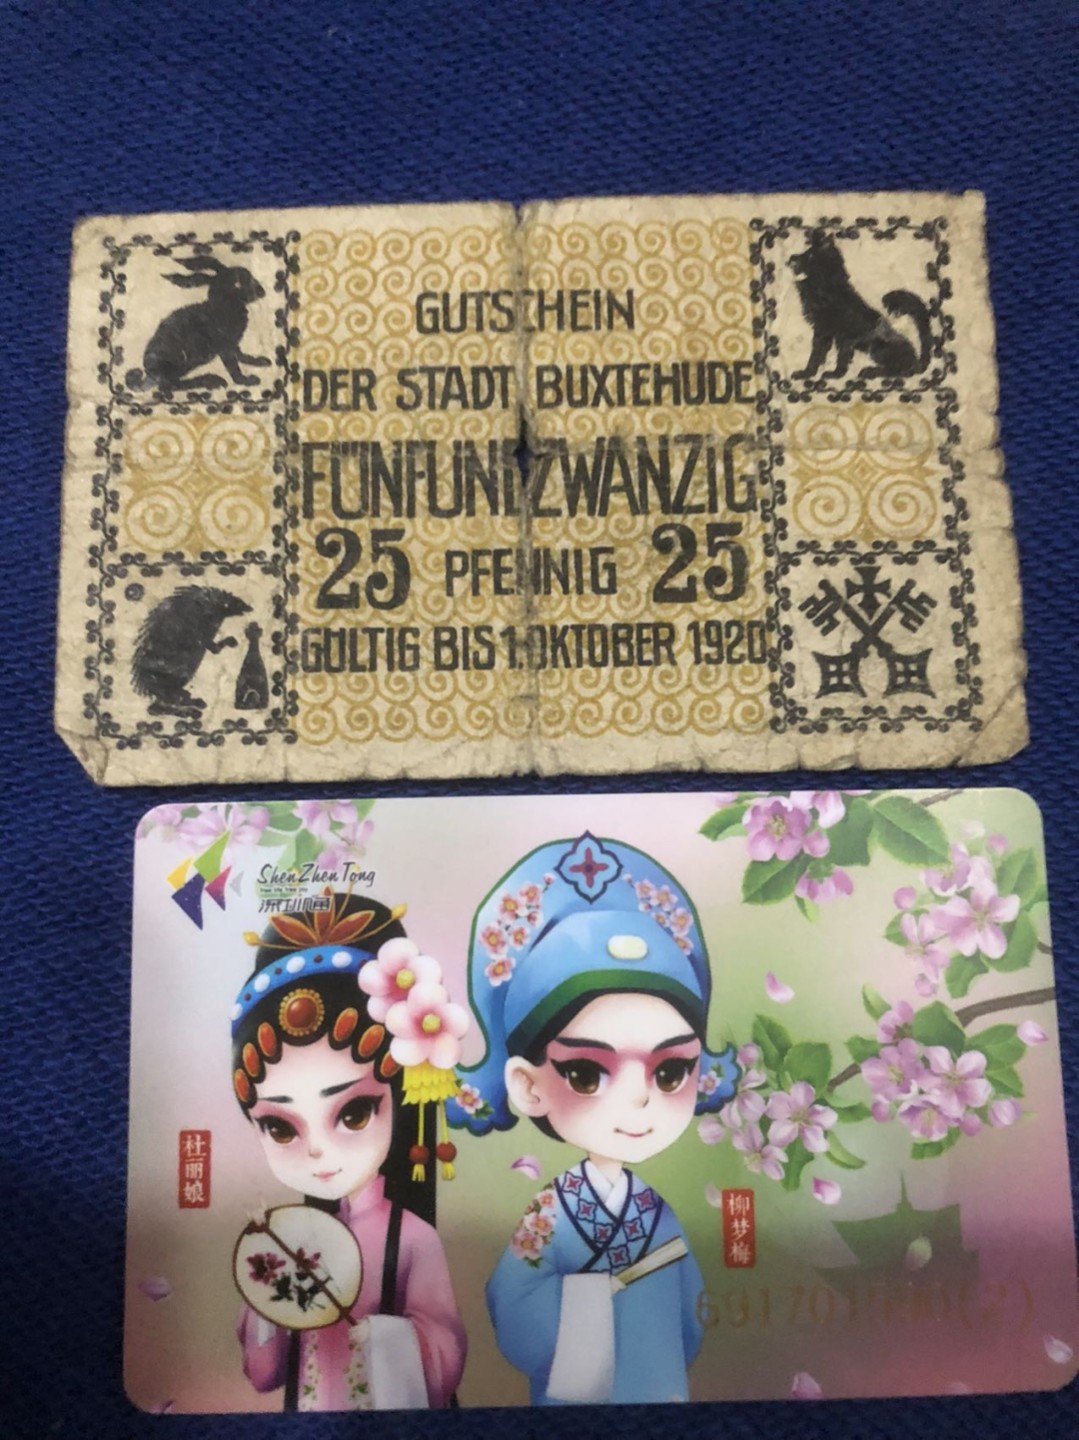 GUTSCHEIN
DER STADT BUXTEHUDE
FÜNFUNDZWANZIG
25 PFENNIG 25
GÜLTIG BIS 1.OKTOBER 1920
ShenZhenTong
深圳通
杜丽娘
柳梦梅